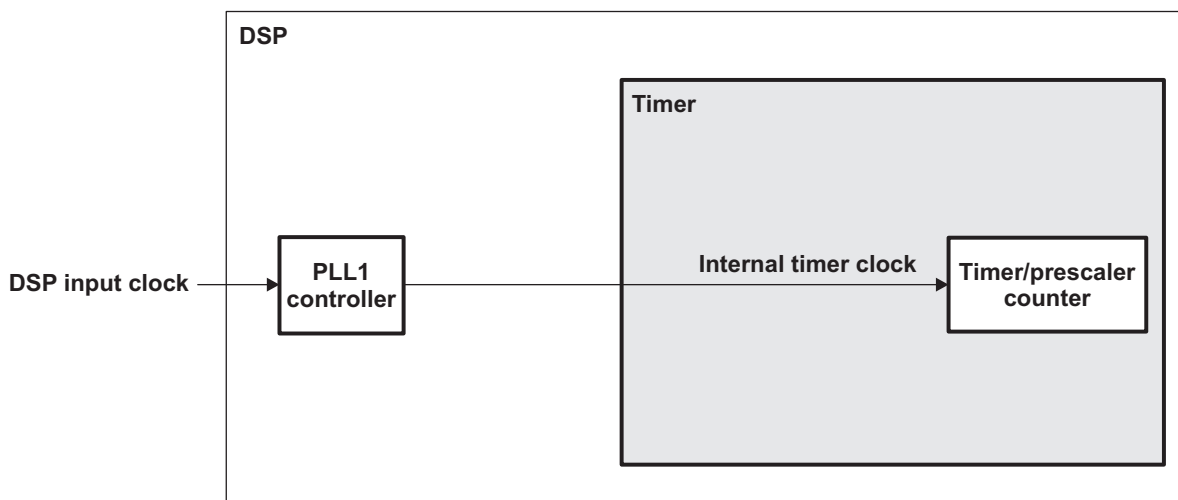 DSP
Timer
DSP input clock
PLL1
controller
Internal timer clock
Timer/prescaler
counter